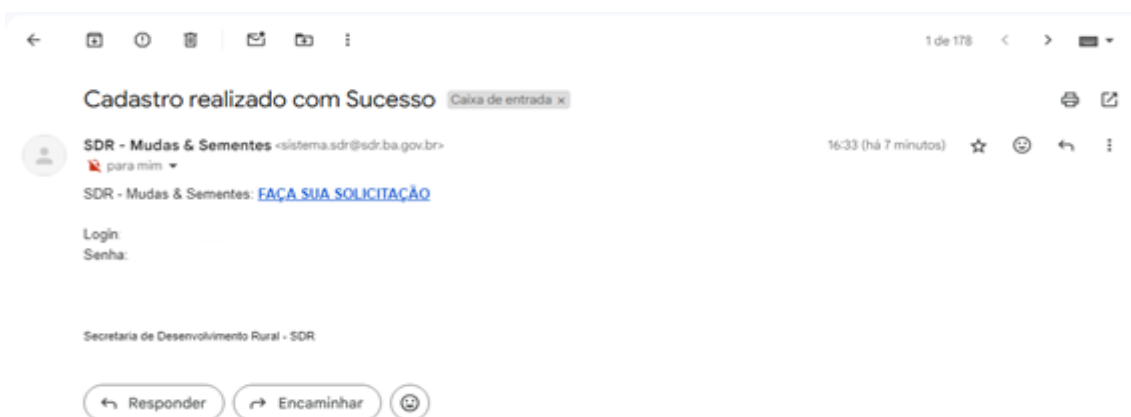 1 de 178
Cadastro realizado com Sucesso Caixa de entrada x
SDR - Mudas & Sementes <sistema.sdr@sdr.ba.gov.br> 16:33 (há 7 minutos)
para mim
SDR - Mudas & Sementes: FAÇA SUA SOLICITAÇÃO
Login:
Senha:
Secretaria de Desenvolvimento Rural - SDR
Responder Encaminhar